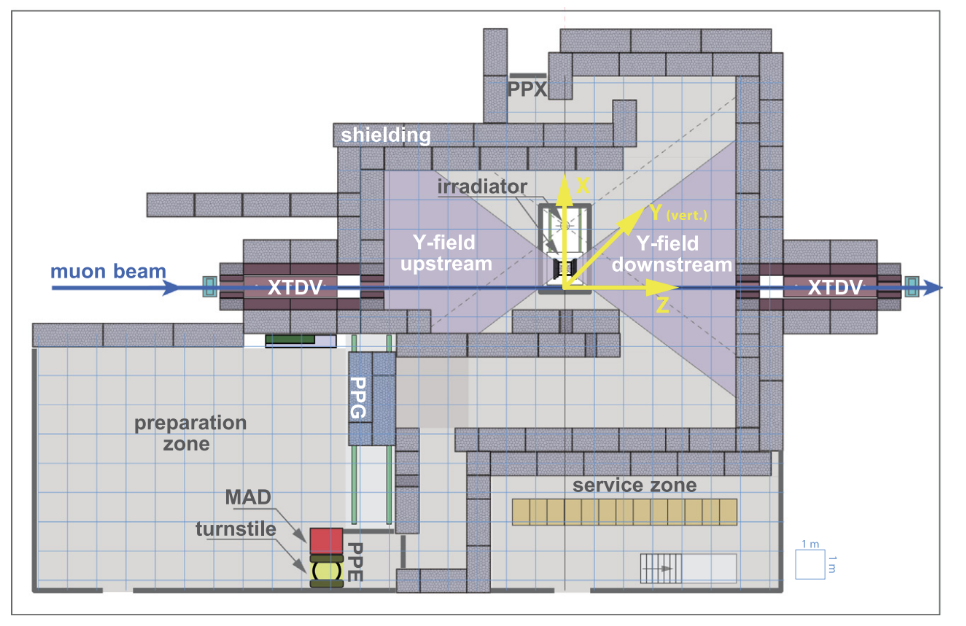 PPX
shielding
irradiator
X
Y (vert.)
Y-field
upstream
Y-field
downstream
muon beam
XTDV
XTDV
Z
PPG
preparation
zone
service zone
MAD
turnstile
PPE
1 m
1 m